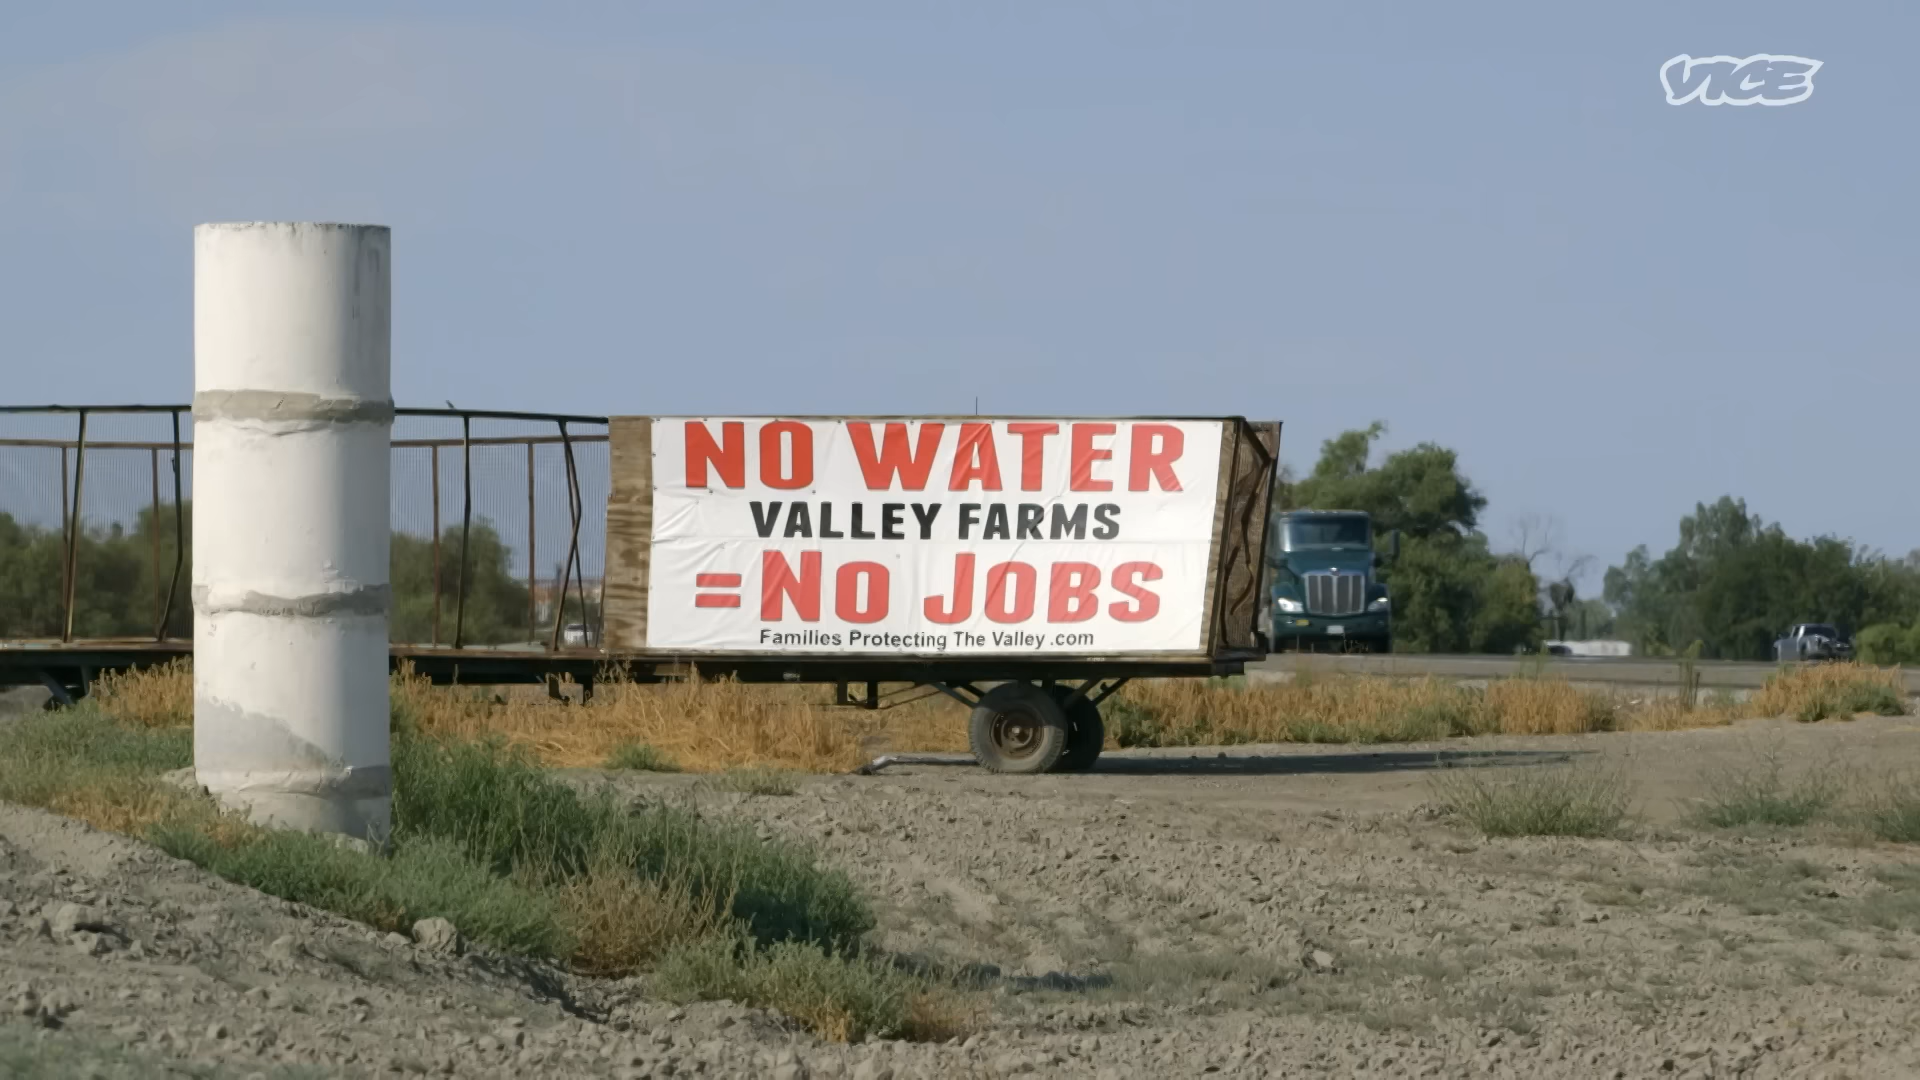 VICE
NO WATER
VALLEY FARMS
=NO JOBS
Families Protecting The Valley .com